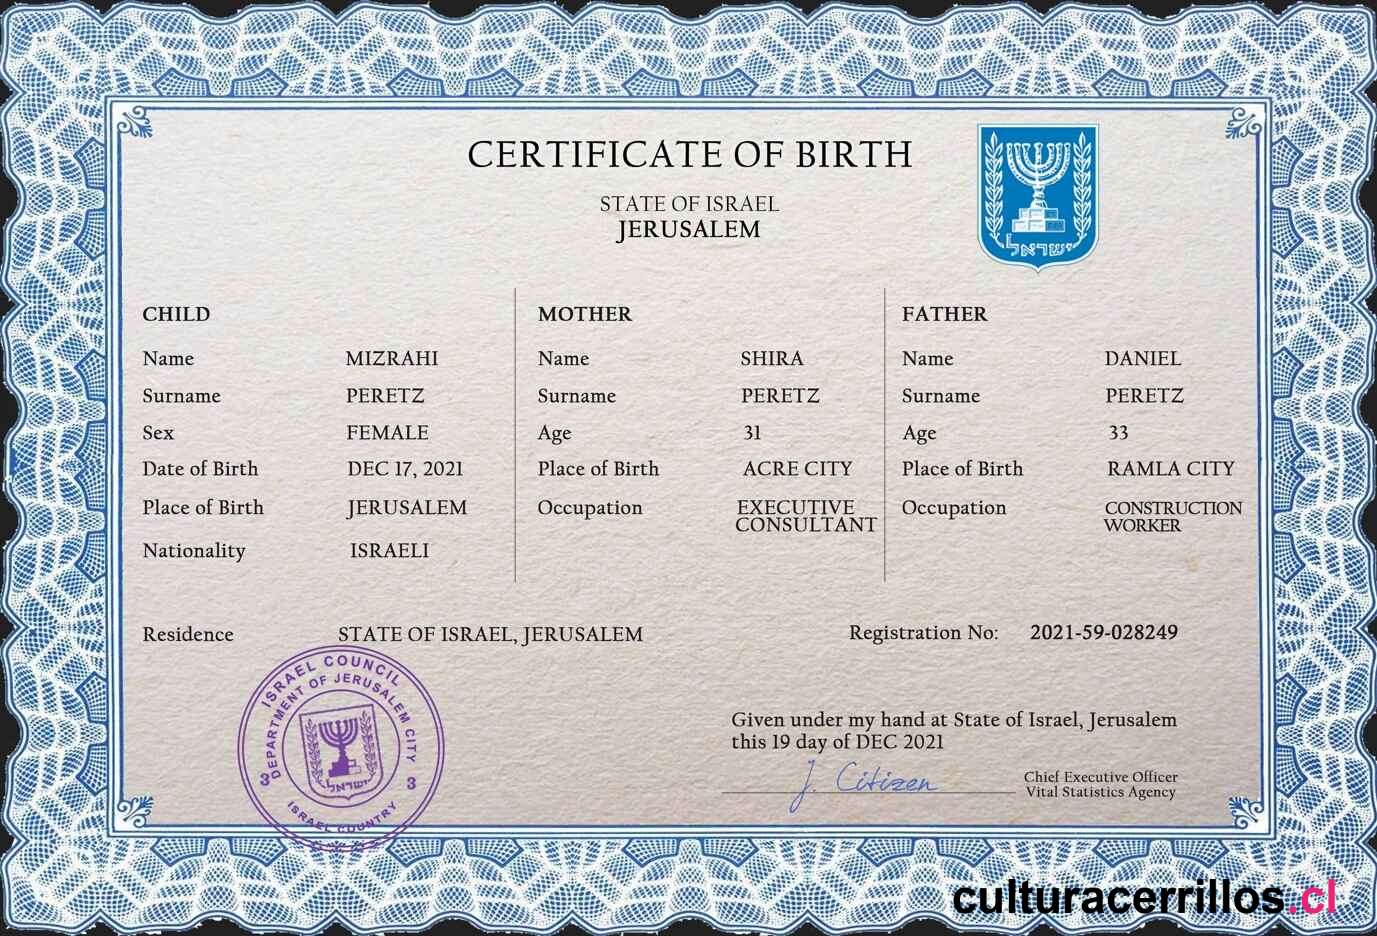 CERTIFICATE OF BIRTH
STATE OF ISRAEL
JERUSALEM
ישראל
CHILD
Name MIZRAHI
Surname PERETZ
Sex FEMALE
Date of Birth DEC 17, 2021
Place of Birth JERUSALEM
Nationality ISRAELI
MOTHER
Name SHIRA
Surname PERETZ
Age 31
Place of Birth ACRE CITY
Occupation EXECUTIVE
CONSULTANT
FATHER
Name DANIEL
Surname PERETZ
Age 33
Place of Birth RAMLA CITY
Occupation CONSTRUCTION
WORKER
Residence STATE OF ISRAEL, JERUSALEM
Registration No: 2021-59-028249
ISRAEL COUNCIL
DEPARTMENT OF JERUSALEM CITY
3 3
ישראל
ISRAEL COUNTRY
Given under my hand at State of Israel, Jerusalem
this 19 day of DEC 2021
J. Citizen
Chief Executive Officer
Vital Statistics Agency
culturacerrillos.cl